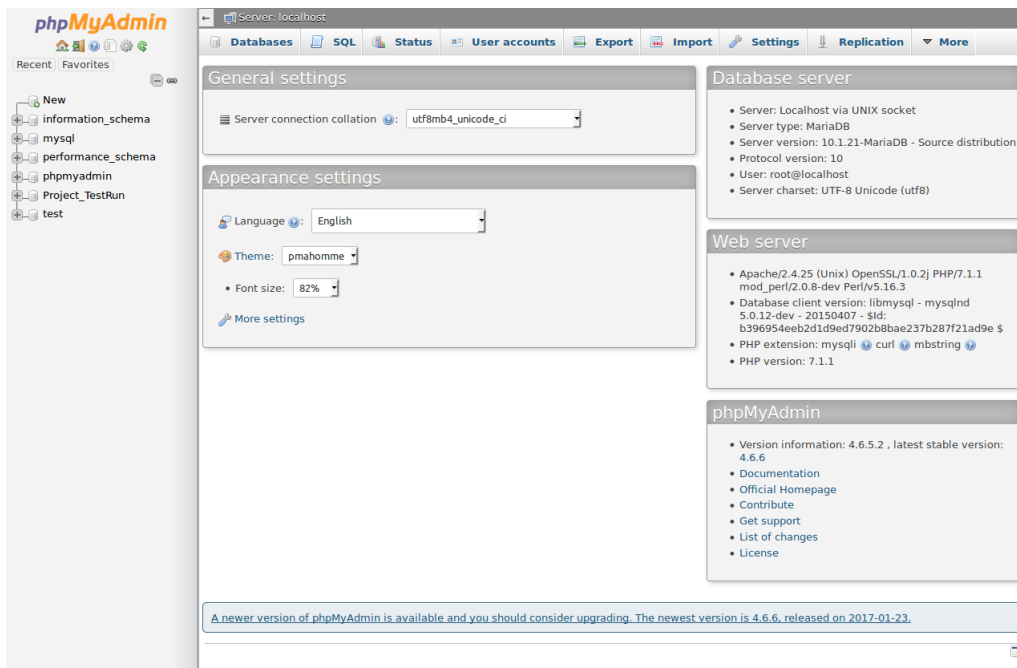 phpMyAdmin
Recent Favorites
New
information_schema
mysql
performance_schema
phpmyadmin
Project_TestRun
test
Server: localhost
Databases SQL Status User accounts Export Import Settings Replication More
General settings
Server connection collation : utf8mb4_unicode_ci
Appearance settings
Language : English
Theme: pmahomme
• Font size: 82%
More settings
Database server
• Server: Localhost via UNIX socket
• Server type: MariaDB
• Server version: 10.1.21-MariaDB - Source distribution
• Protocol version: 10
• User: root@localhost
• Server charset: UTF-8 Unicode (utf8)
Web server
• Apache/2.4.25 (Unix) OpenSSL/1.0.2j PHP/7.1.1
mod_perl/2.0.8-dev Perl/v5.16.3
• Database client version: libmysql - mysqlnd
5.0.12-dev - 20150407 - $Id:
b396954eeb2d1d9ed7902b8bae237b287f21ad9e $
• PHP extension: mysqli curl mbstring
• PHP version: 7.1.1
phpMyAdmin
• Version information: 4.6.5.2 , latest stable version:
4.6.6
• Documentation
• Official Homepage
• Contribute
• Get support
• List of changes
• License
A newer version of phpMyAdmin is available and you should consider upgrading. The newest version is 4.6.6, released on 2017-01-23.